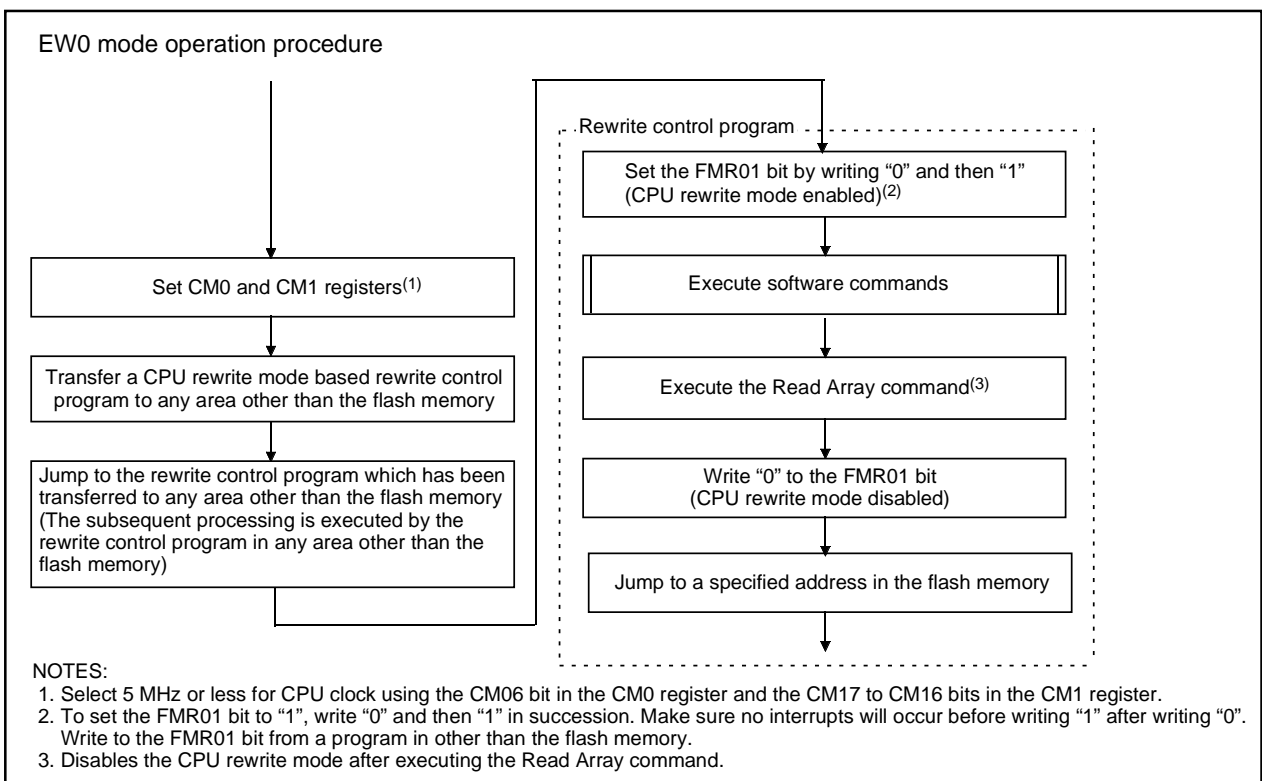 EW0 mode operation procedure
Set CM0 and CM1 registers(1)
Transfer a CPU rewrite mode based rewrite control
program to any area other than the flash memory
Jump to the rewrite control program which has been
transferred to any area other than the flash memory
(The subsequent processing is executed by the
rewrite control program in any area other than the
flash memory)
Rewrite control program
Set the FMR01 bit by writing “0” and then “1”
(CPU rewrite mode enabled)(2)
Execute software commands
Execute the Read Array command(3)
Write “0” to the FMR01 bit
(CPU rewrite mode disabled)
Jump to a specified address in the flash memory
NOTES:
1. Select 5 MHz or less for CPU clock using the CM06 bit in the CM0 register and the CM17 to CM16 bits in the CM1 register.
2. To set the FMR01 bit to “1”, write “0” and then “1” in succession. Make sure no interrupts will occur before writing “1” after writing “0”.
Write to the FMR01 bit from a program in other than the flash memory.
3. Disables the CPU rewrite mode after executing the Read Array command.